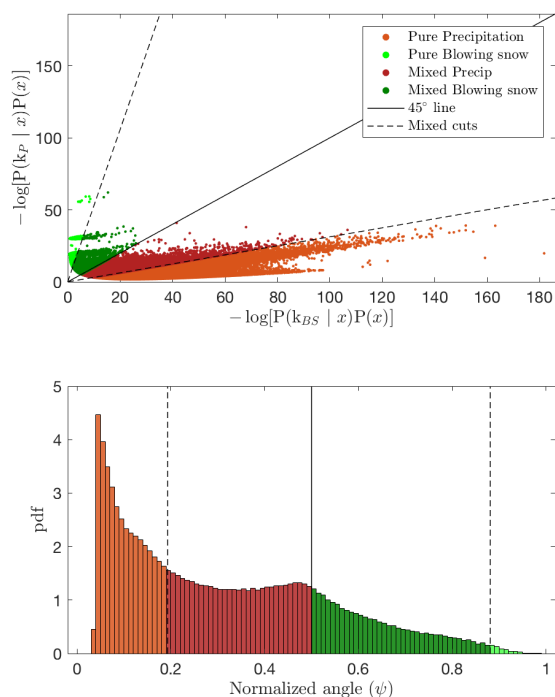 Pure Precipitation
Pure Blowing snow
Mixed Precip
Mixed Blowing snow
45° line
Mixed cuts
150
100
50
0
− log[P(k_P | x)P(x)]
0 20 40 60 80 100 120 140 160 180
− log[P(k_BS | x)P(x)]
5
4
3
2
1
0
pdf
0 0.2 0.4 0.6 0.8 1
Normalized angle (ψ)